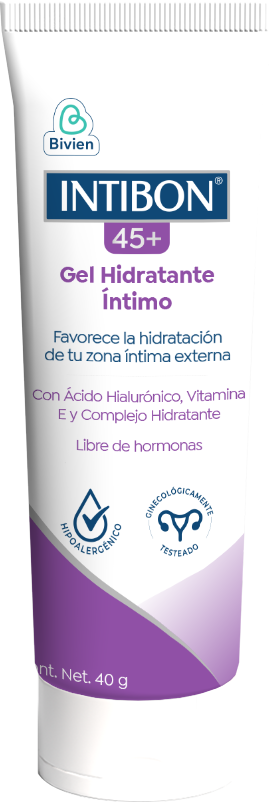 Bivien
INTIBON®
45+
Gel Hidratante
Íntimo
Favorece la hidratación
de tu zona íntima externa
Con Ácido Hialurónico, Vitamina
E y Complejo Hidratante
Libre de hormonas
HIPOALERGÉNICO
GINECOLÓGICAMENTE
TESTEADO
nt. Net. 40 g